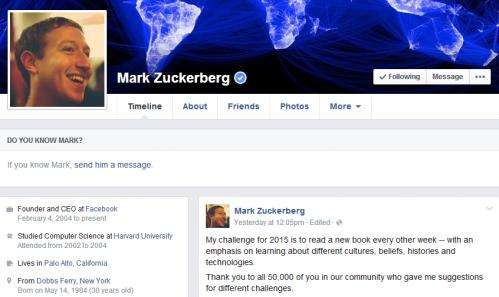 Mark Zuckerberg
Following
Message
Timeline
About
Friends
Photos
More
DO YOU KNOW MARK?
If you know Mark, send him a message.
Founder and CEO at Facebook
February 4, 2004 to present
Studied Computer Science at Harvard University
Attended from 2002 to 2004
Lives in Palo Alto, California
From Dobbs Ferry, New York
Born on May 14, 1984 (30 years old)
Mark Zuckerberg
Yesterday at 12:05pm · Edited ·
My challenge for 2015 is to read a new book every other week -- with an
emphasis on learning about different cultures, beliefs, histories and
technologies.
Thank you to all 50,000 of you in our community who gave me suggestions
for different challenges.